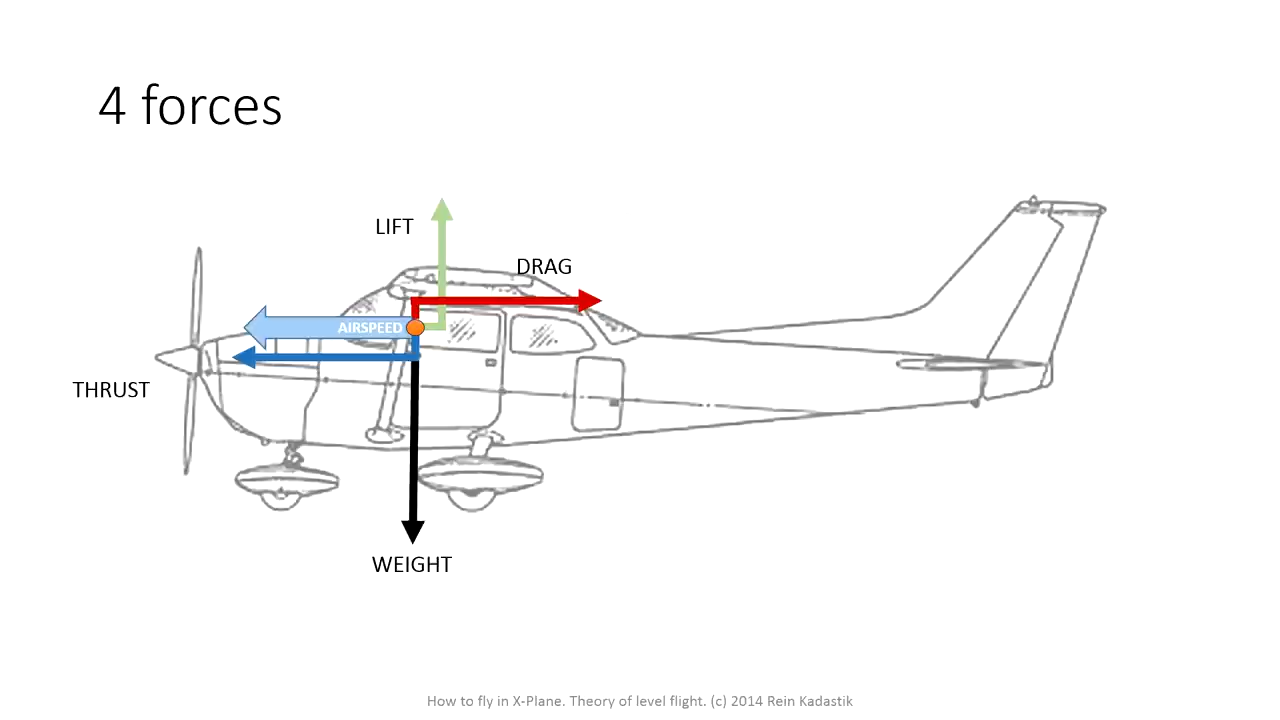 4 forces
LIFT
DRAG
AIRSPEED
THRUST
WEIGHT
How to fly in X-Plane. Theory of level flight. (c) 2014 Rein Kadastik